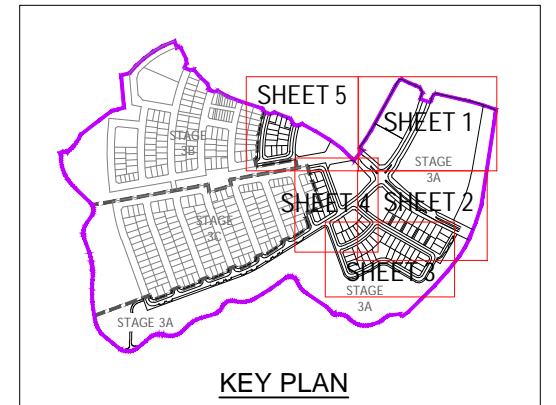 SHEET 5
SHEET 1
STAGE
3B
STAGE
3A
SHEET 4
SHEET 2
STAGE
3C
SHEET 3
STAGE
3A
STAGE 3A
KEY PLAN